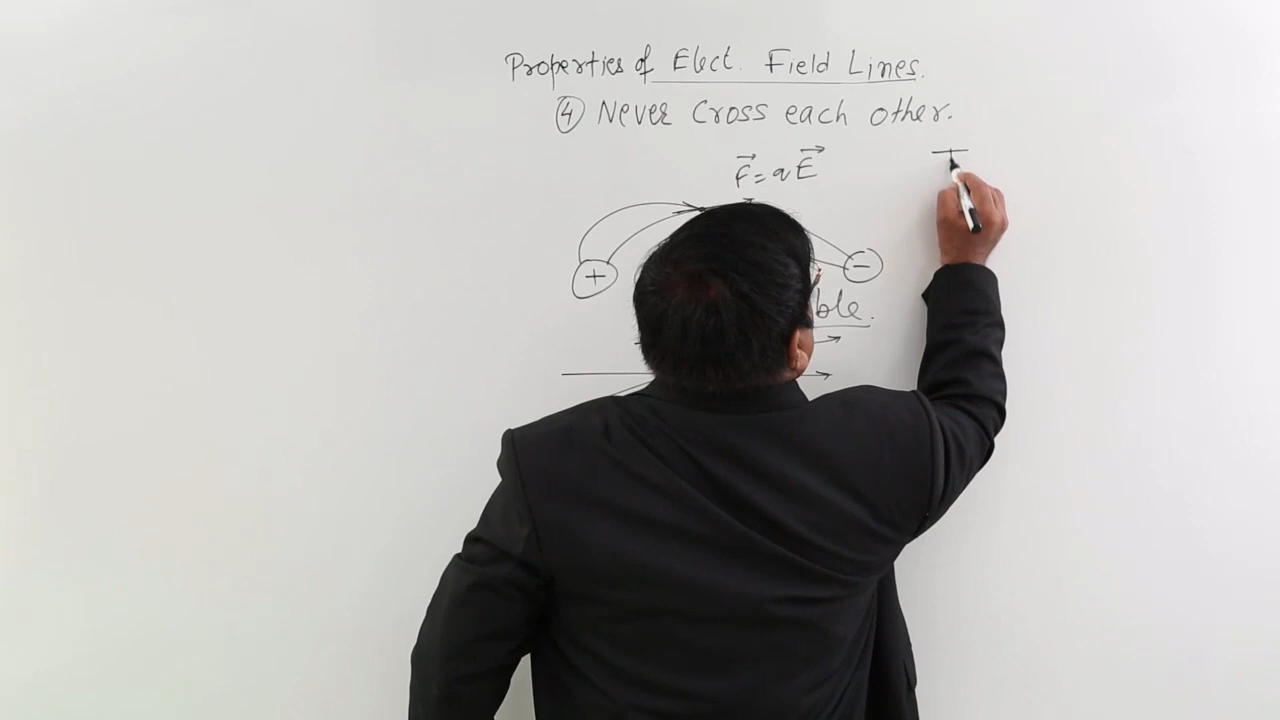 Properties of Elect. Field Lines.
④ Never Cross each other.
F = qE
+ −
ble.